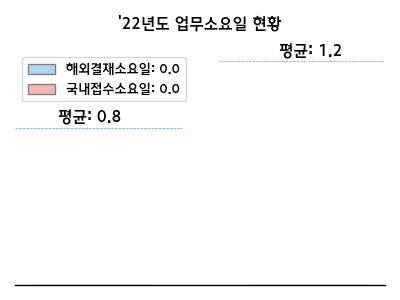 '22년도 업무소요일 현황
평균: 1.2
해외결재소요일: 0.0
국내접수소요일: 0.0
평균: 0.8